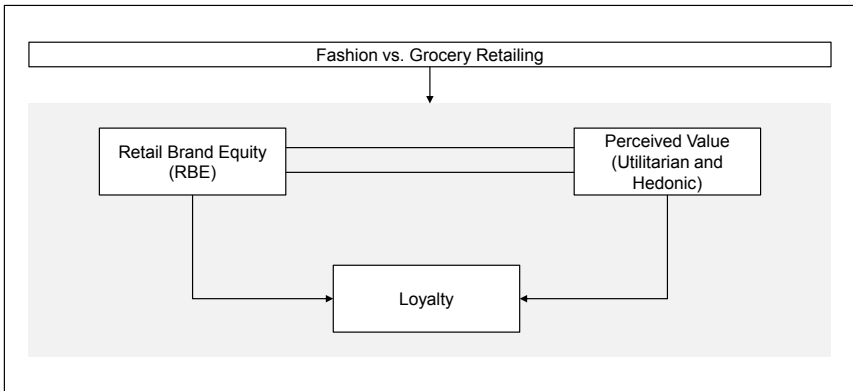 Fashion vs. Grocery Retailing
Retail Brand Equity
(RBE)
Perceived Value
(Utilitarian and
Hedonic)
Loyalty